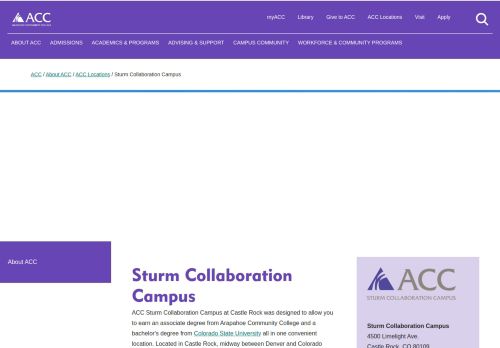 ACC
ARAPAHOE COMMUNITY COLLEGE
myACC Library Give to ACC ACC Locations Visit Apply
ABOUT ACC ADMISSIONS ACADEMICS & PROGRAMS ADVISING & SUPPORT CAMPUS COMMUNITY WORKFORCE & COMMUNITY PROGRAMS
ACC / About ACC / ACC Locations / Sturm Collaboration Campus
About ACC
Sturm Collaboration
Campus
ACC Sturm Collaboration Campus at Castle Rock was designed to allow you
to earn an associate degree from Arapahoe Community College and a
bachelor's degree from Colorado State University all in one convenient
location. Located in Castle Rock, midway between Denver and Colorado
ACC
STURM COLLABORATION CAMPUS
Sturm Collaboration Campus
4500 Limelight Ave.
Castle Rock, CO 80109